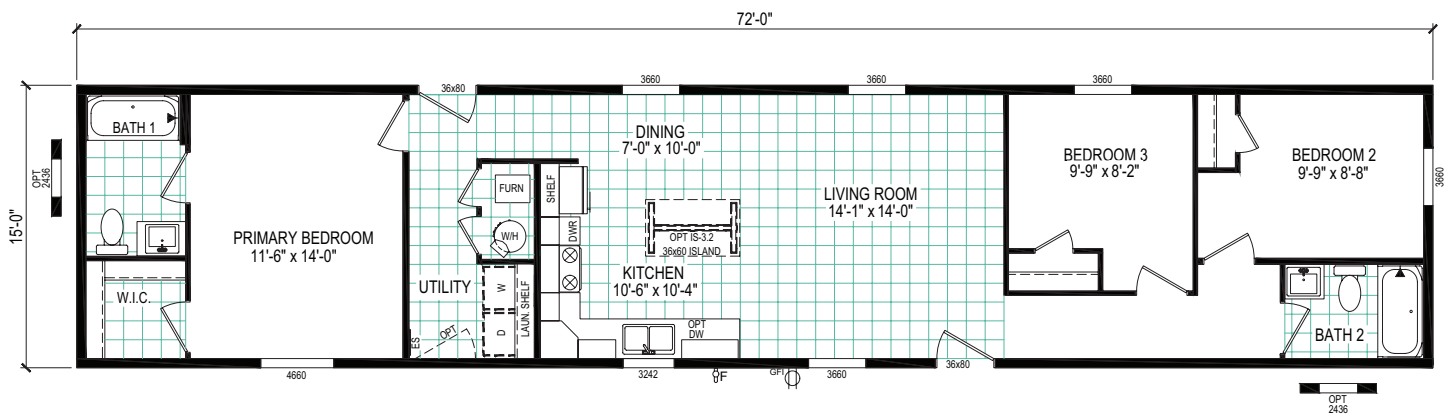 72'-0"
15'-0"
36x80
3660
3660
3660
BATH 1
OPT
2436
PRIMARY BEDROOM
11'-6" x 14'-0"
W.I.C.
4660
FURN
W/H
UTILITY
W
D
LAUN. SHELF
ES
OPT
SHELF
DWR
DINING
7'-0" x 10'-0"
OPT IS-3.2
36x60 ISLAND
KITCHEN
10'-6" x 10'-4"
OPT
DW
LIVING ROOM
14'-1" x 14'-0"
3242
F
GFI
3660
36x80
BEDROOM 3
9'-9" x 8'-2"
BEDROOM 2
9'-9" x 8'-8"
3660
BATH 2
OPT
2436